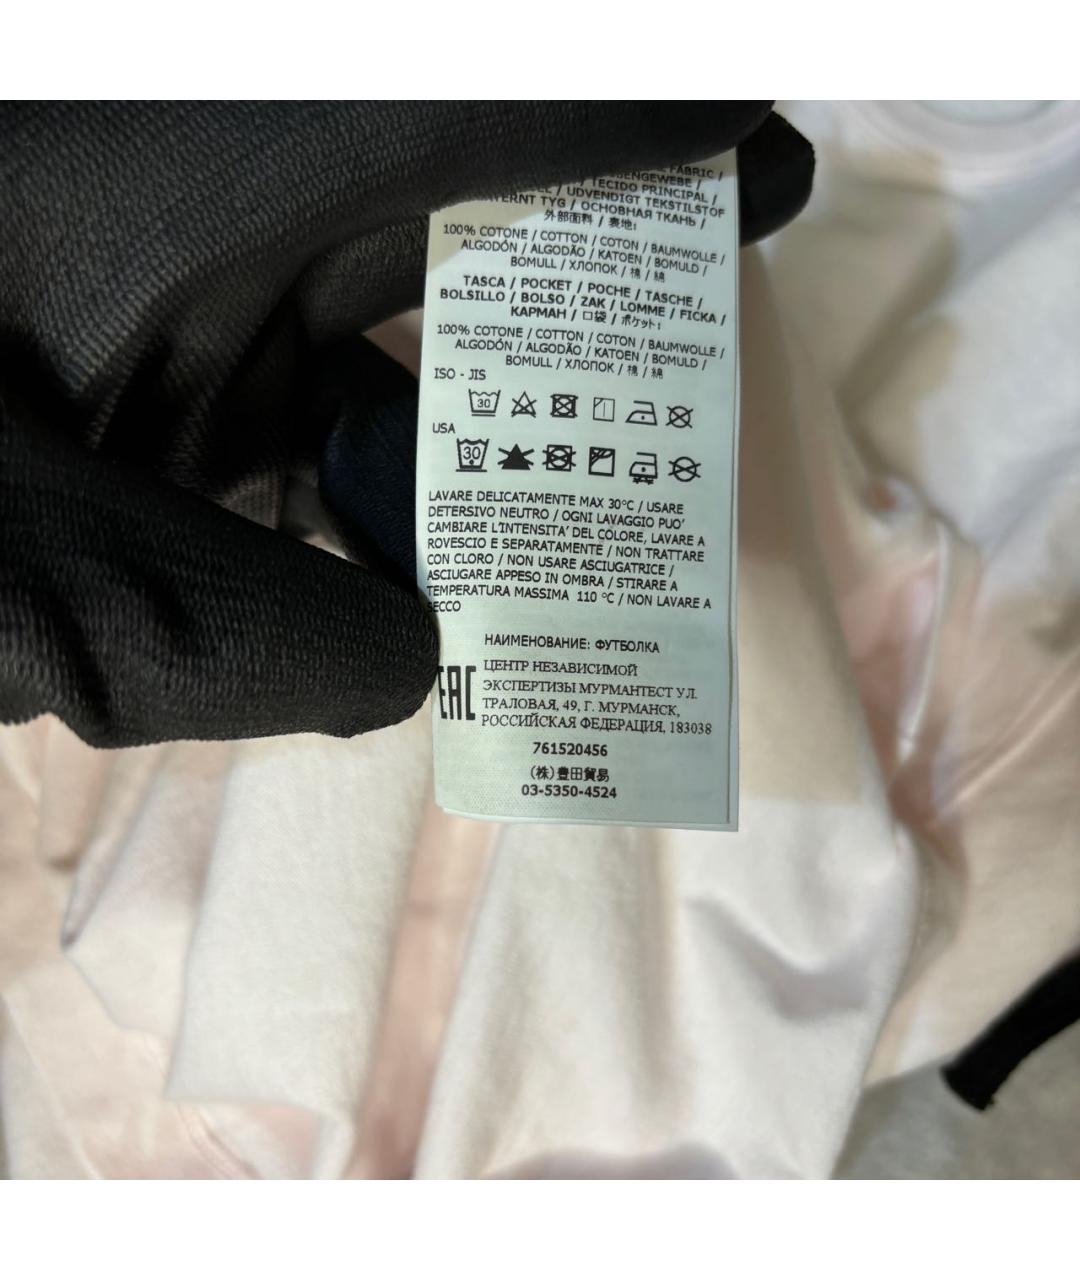 FABRIC /
TECIDO PRINCIPAL /
UDVENDIGT TEKSTILSTOF
TYG / ОСНОВНАЯ ТКАНЬ /
外部面料 / 表地:
100% COTONE / COTTON / COTON / BAUMWOLLE /
ALGODÓN / ALGODÃO / KATOEN / BOMULD /
BOMULL / ХЛОПОК / 棉 / 綿
TASCA / POCKET / POCHE / TASCHE /
BOLSILLO / BOLSO / ZAK / LOMME / FICKA /
КАРМАН / 口袋 / ポケット:
100% COTONE / COTTON / COTON / BAUMWOLLE /
ALGODÓN / ALGODÃO / KATOEN / BOMULD /
BOMULL / ХЛОПОК / 棉 / 綿
ISO - JIS
30
USA
30
LAVARE DELICATAMENTE MAX 30°C / USARE
DETERSIVO NEUTRO / OGNI LAVAGGIO PUO'
CAMBIARE L'INTENSITA' DEL COLORE, LAVARE A
ROVESCIO E SEPARATAMENTE / NON TRATTARE
CON CLORO / NON USARE ASCIUGATRICE /
ASCIUGARE APPESO IN OMBRA / STIRARE A
TEMPERATURA MASSIMA 110 °C / NON LAVARE A
SECCO
НАИМЕНОВАНИЕ: ФУТБОЛКА
EAC
ЦЕНТР НЕЗАВИСИМОЙ
ЭКСПЕРТИЗЫ МУРМАНТЕСТ УЛ.
ТРАЛОВАЯ, 49, Г. МУРМАНСК,
РОССИЙСКАЯ ФЕДЕРАЦИЯ, 183038
761520456
(株)豊田貿易
03-5350-4524